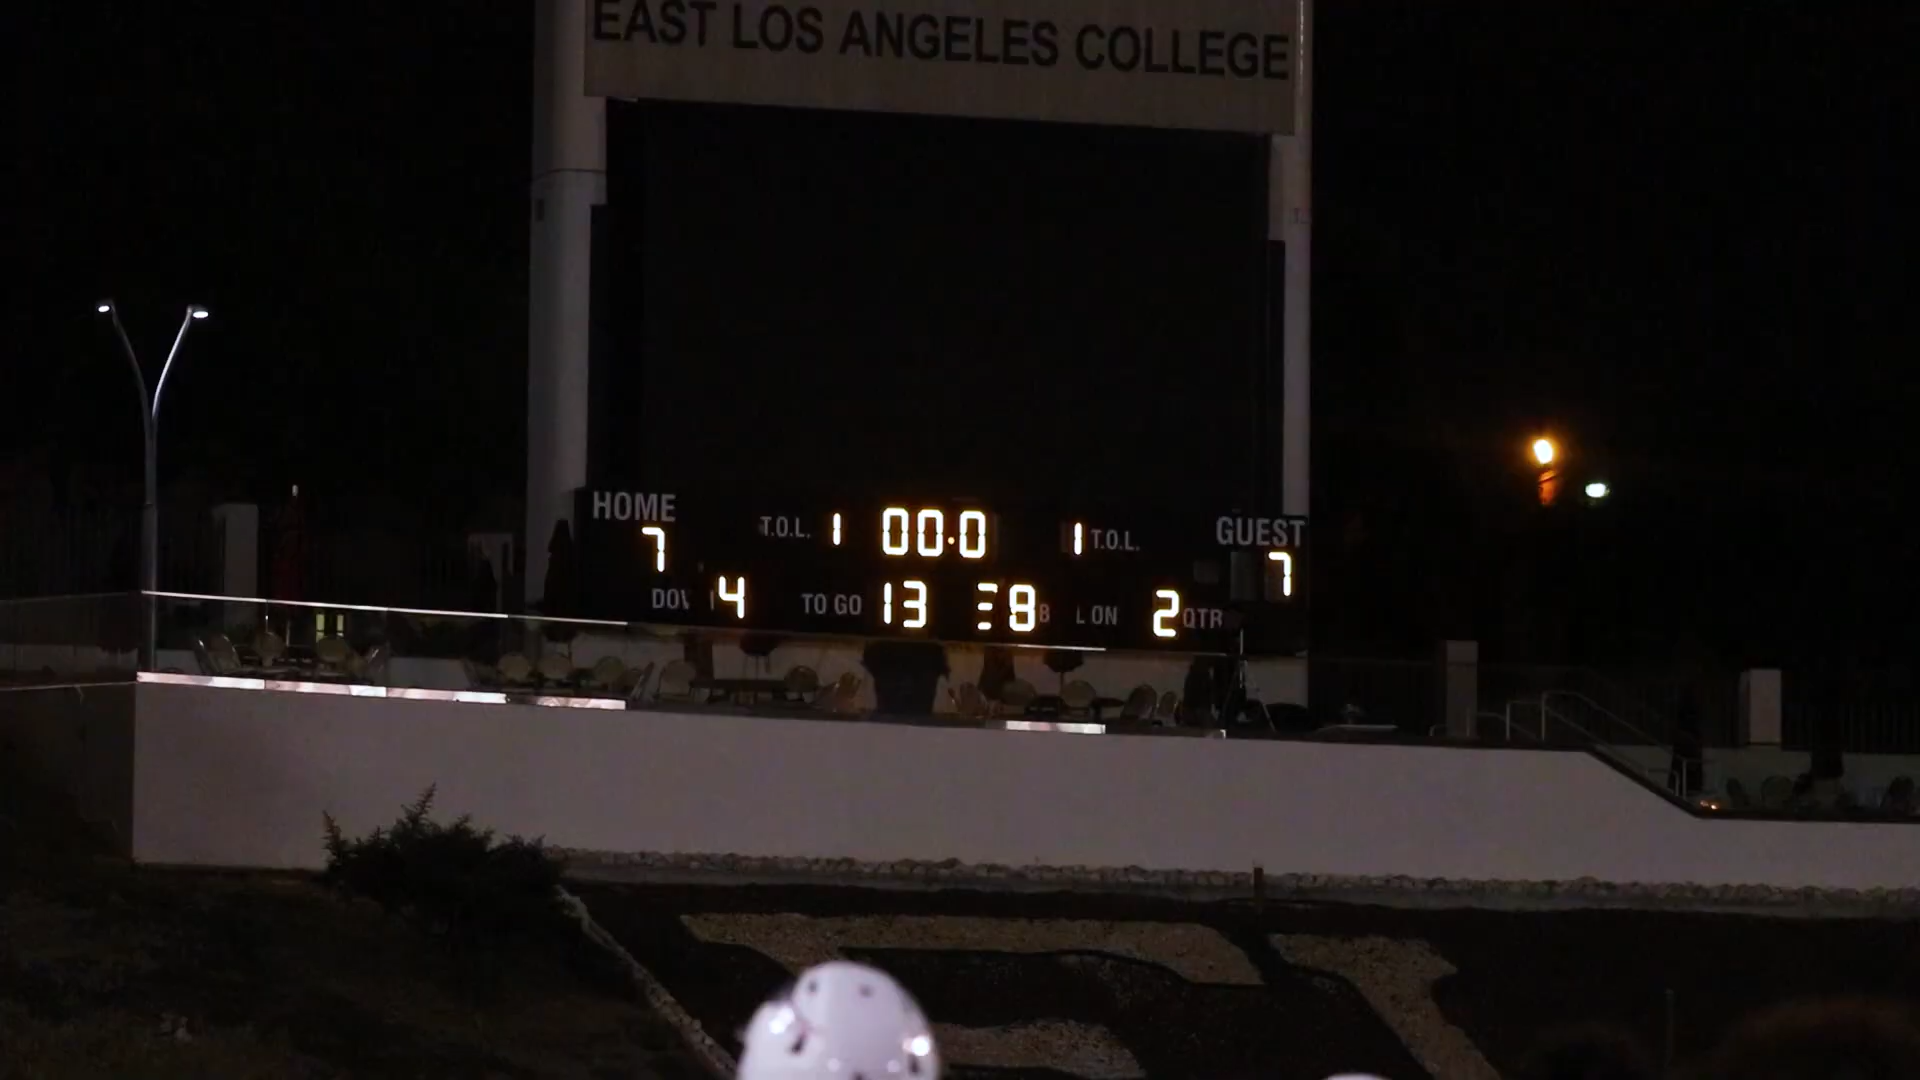 EAST LOS ANGELES COLLEGE
HOME T.O.L. 1 00.0 1 T.O.L. GUEST
7 7
4 TO GO 13 ON 2 QTR